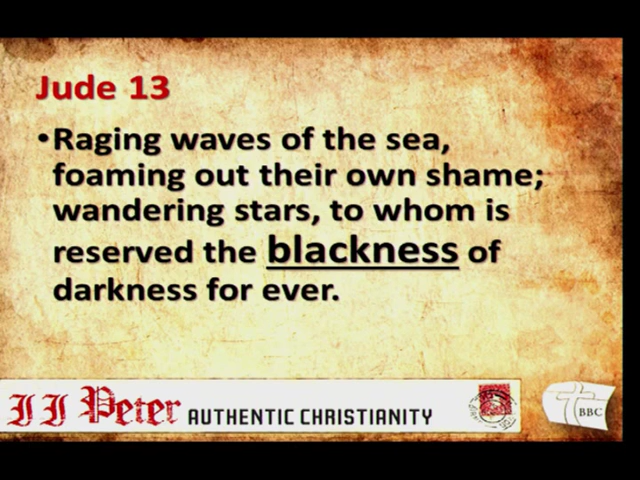 Jude 13
•Raging waves of the sea,
foaming out their own shame;
wandering stars, to whom is
reserved the blackness of
darkness for ever.
II Peter AUTHENTIC CHRISTIANITY
BBC